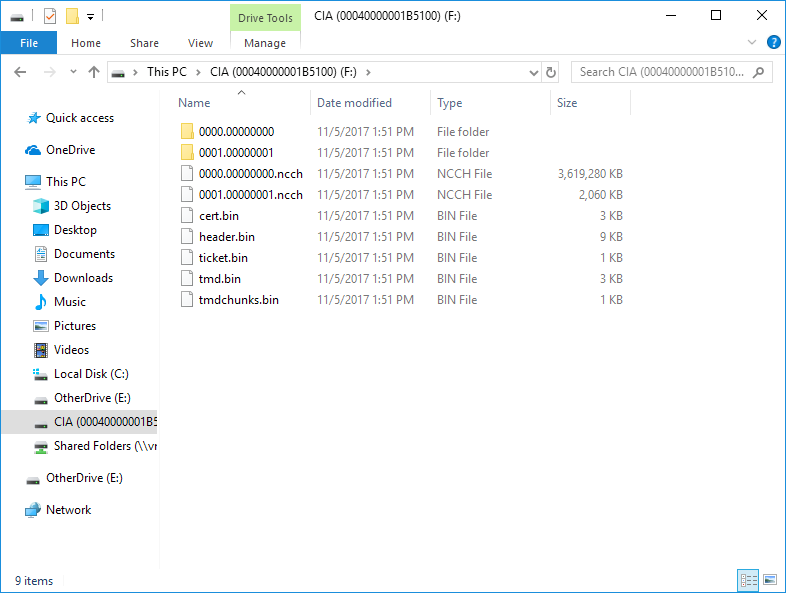 Drive Tools
CIA (00040000001B5100) (F:)
File
Home
Share
View
Manage
This PC
CIA (00040000001B5100) (F:)
Search CIA (00040000001B510...
Name
Date modified
Type
Size
0000.00000000 11/5/2017 1:51 PM File folder
0001.00000001 11/5/2017 1:51 PM File folder
0000.00000000.ncch 11/5/2017 1:51 PM NCCH File 3,619,280 KB
0001.00000001.ncch 11/5/2017 1:51 PM NCCH File 2,060 KB
cert.bin 11/5/2017 1:51 PM BIN File 3 KB
header.bin 11/5/2017 1:51 PM BIN File 9 KB
ticket.bin 11/5/2017 1:51 PM BIN File 1 KB
tmd.bin 11/5/2017 1:51 PM BIN File 3 KB
tmdchunks.bin 11/5/2017 1:51 PM BIN File 1 KB
Quick access
OneDrive
This PC
3D Objects
Desktop
Documents
Downloads
Music
Pictures
Videos
Local Disk (C:)
OtherDrive (E:)
CIA (00040000001B5
Shared Folders (\\vr
OtherDrive (E:)
Network
9 items